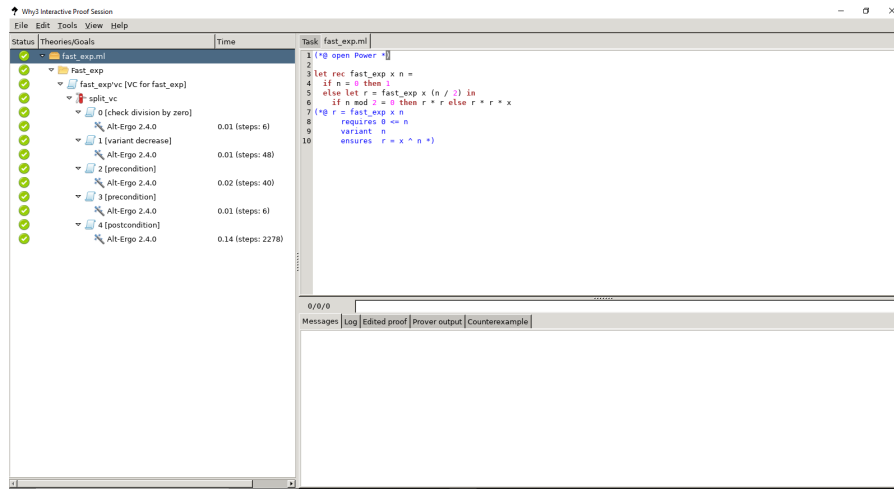 Why3 Interactive Proof Session
File Edit Tools View Help
Status Theories/Goals Time
fast_exp.ml
Fast_exp
fast_exp'vc [VC for fast_exp]
split_vc
0 [check division by zero]
Alt-Ergo 2.4.0 0.01 (steps: 6)
1 [variant decrease]
Alt-Ergo 2.4.0 0.01 (steps: 48)
2 [precondition]
Alt-Ergo 2.4.0 0.02 (steps: 40)
3 [precondition]
Alt-Ergo 2.4.0 0.01 (steps: 6)
4 [postcondition]
Alt-Ergo 2.4.0 0.14 (steps: 2278)
Task fast_exp.ml
1 (*@ open Power *)
2
3 let rec fast_exp x n =
4 if n = 0 then 1
5 else let r = fast_exp x (n / 2) in
6 if n mod 2 = 0 then r * r else r * r * x
7 (*@ r = fast_exp x n
8 requires 0 <= n
9 variant n
10 ensures r = x ^ n *)
0/0/0
Messages Log Edited proof Prover output Counterexample